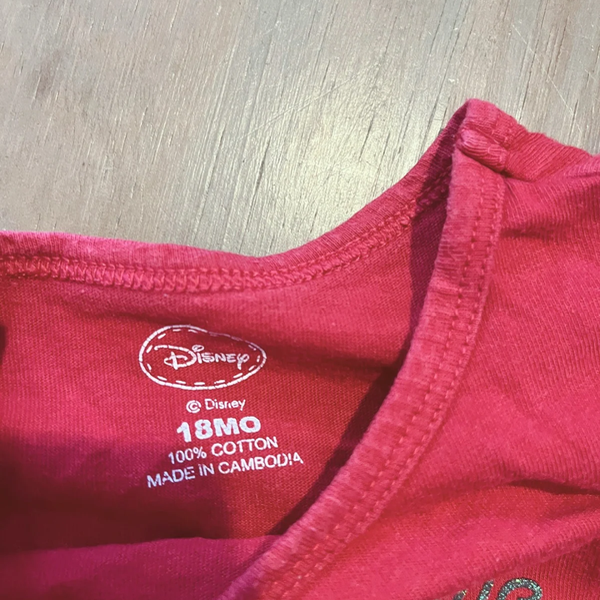 Disney
© Disney
18MO
100% COTTON
MADE IN CAMBODIA